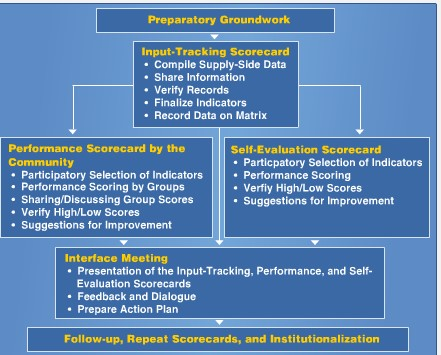 Preparatory Groundwork
Input-Tracking Scorecard
• Compile Supply-Side Data
• Share Information
• Verify Records
• Finalize Indicators
• Record Data on Matrix
Performance Scorecard by the
Community
• Participatory Selection of Indicators
• Performance Scoring by Groups
• Sharing/Discussing Group Scores
• Verify High/Low Scores
• Suggestions for Improvement
Self-Evaluation Scorecard
• Particpatory Selection of Indicators
• Performance Scoring
• Verfiy High/Low Scores
• Suggestions for Improvement
Interface Meeting
• Presentation of the Input-Tracking, Performance, and Self-
Evaluation Scorecards
• Feedback and Dialogue
• Prepare Action Plan
Follow-up, Repeat Scorecards, and Institutionalization